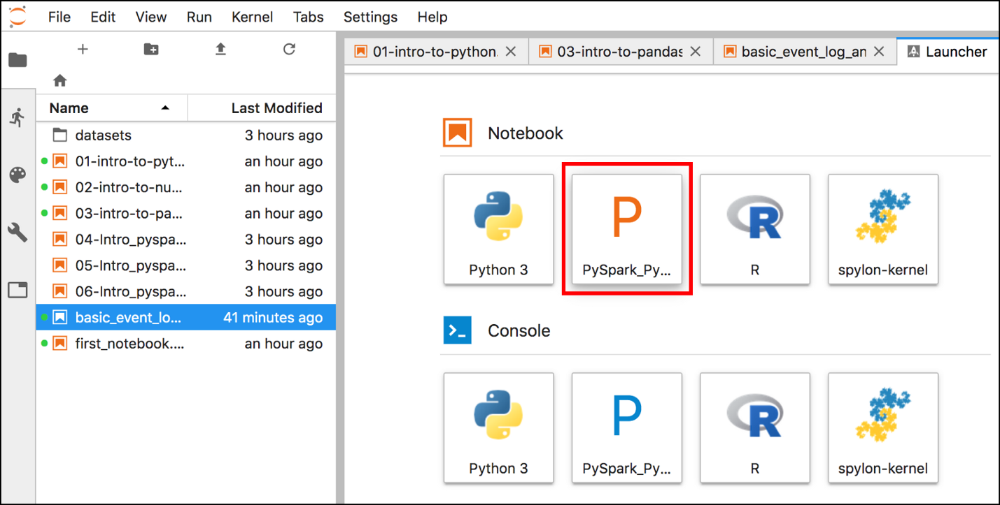 File Edit View Run Kernel Tabs Settings Help
01-intro-to-python. 03-intro-to-pandas basic_event_log_an Launcher
Name Last Modified
datasets 3 hours ago
01-intro-to-pyt... an hour ago
02-intro-to-nu... an hour ago
03-intro-to-pa... an hour ago
04-Intro_pyspa... 3 hours ago
05-Intro_pyspa... 3 hours ago
06-Intro_pyspa... 3 hours ago
basic_event_lo... 41 minutes ago
first_notebook.... an hour ago
Notebook
Python 3 PySpark_Py... R spylon-kernel
Console
Python 3 PySpark_Py... R spylon-kernel